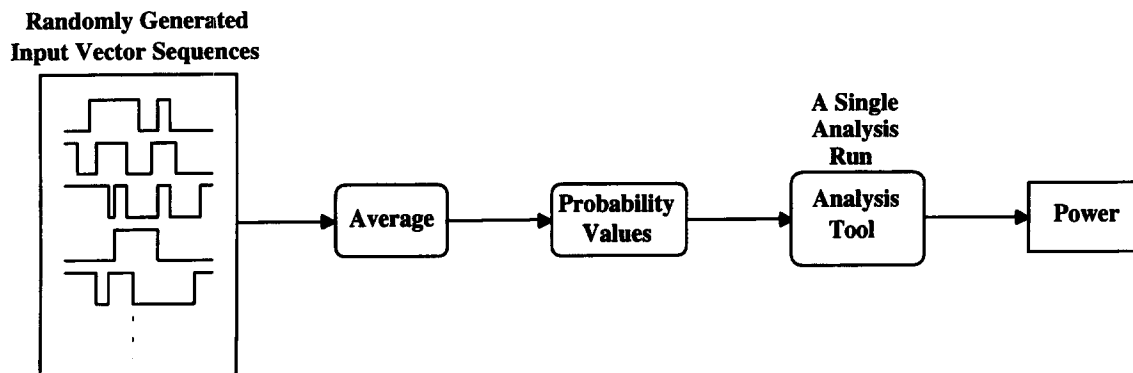 Randomly Generated
Input Vector Sequences
A Single
Analysis
Run
Average
Probability
Values
Analysis
Tool
Power